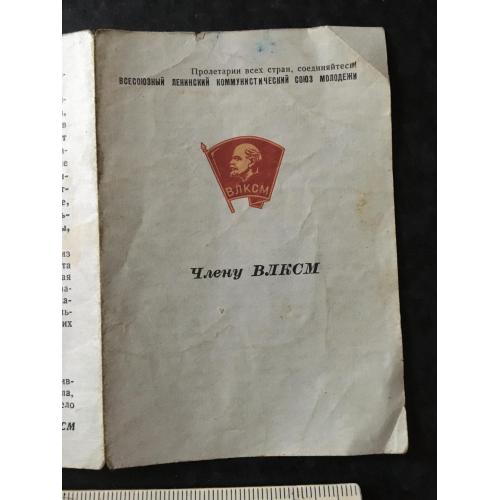 Пролетарии всех стран, соединяйтесь!
ВСЕСОЮЗНЫЙ ЛЕНИНСКИЙ КОММУНИСТИЧЕСКИЙ СОЮЗ МОЛОДЕЖИ
ВЛКСМ
Члену ВЛКСМ